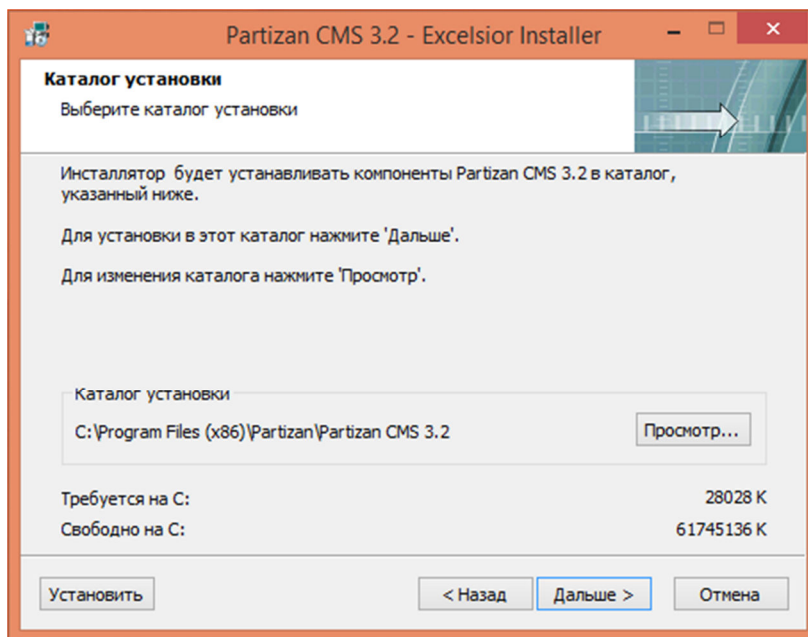 Partizan CMS 3.2 - Excelsior Installer
Каталог установки
Выберите каталог установки
Инсталлятор будет устанавливать компоненты Partizan CMS 3.2 в каталог,
указанный ниже.
Для установки в этот каталог нажмите 'Дальше'.
Для изменения каталога нажмите 'Просмотр'.
Каталог установки
C:\Program Files (x86)\Partizan\Partizan CMS 3.2
Просмотр...
Требуется на C: 28028 K
Свободно на C: 61745136 K
Установить < Назад Дальше > Отмена